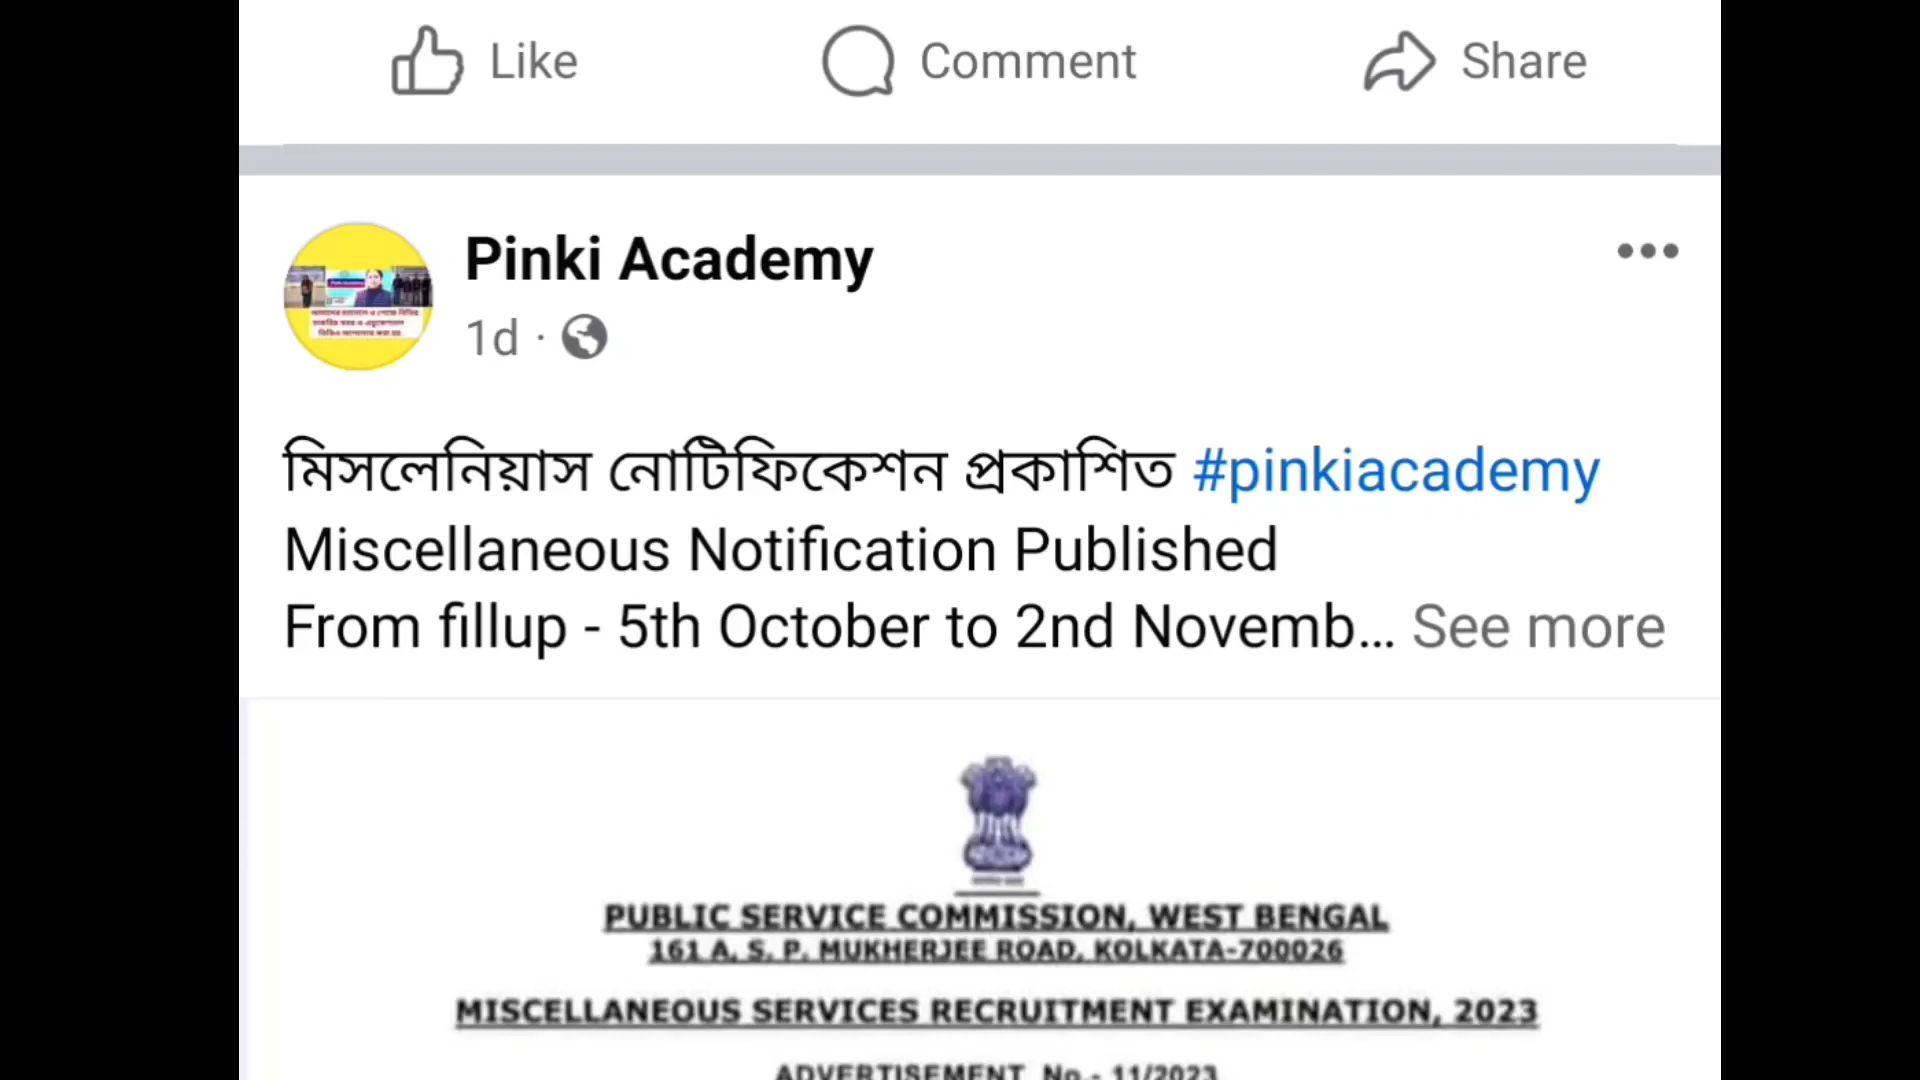 Like
Comment
Share
Pinki Academy
1d ·
মিসলেনিয়াস নোটিফিকেশন প্রকাশিত #pinkiacademy
Miscellaneous Notification Published
From fillup - 5th October to 2nd Novemb... See more
PUBLIC SERVICE COMMISSION, WEST BENGAL
161 A, S. P. MUKHERJEE ROAD, KOLKATA-700026
MISCELLANEOUS SERVICES RECRUITMENT EXAMINATION, 2023
ADVERTISEMENT No.- 11/2023